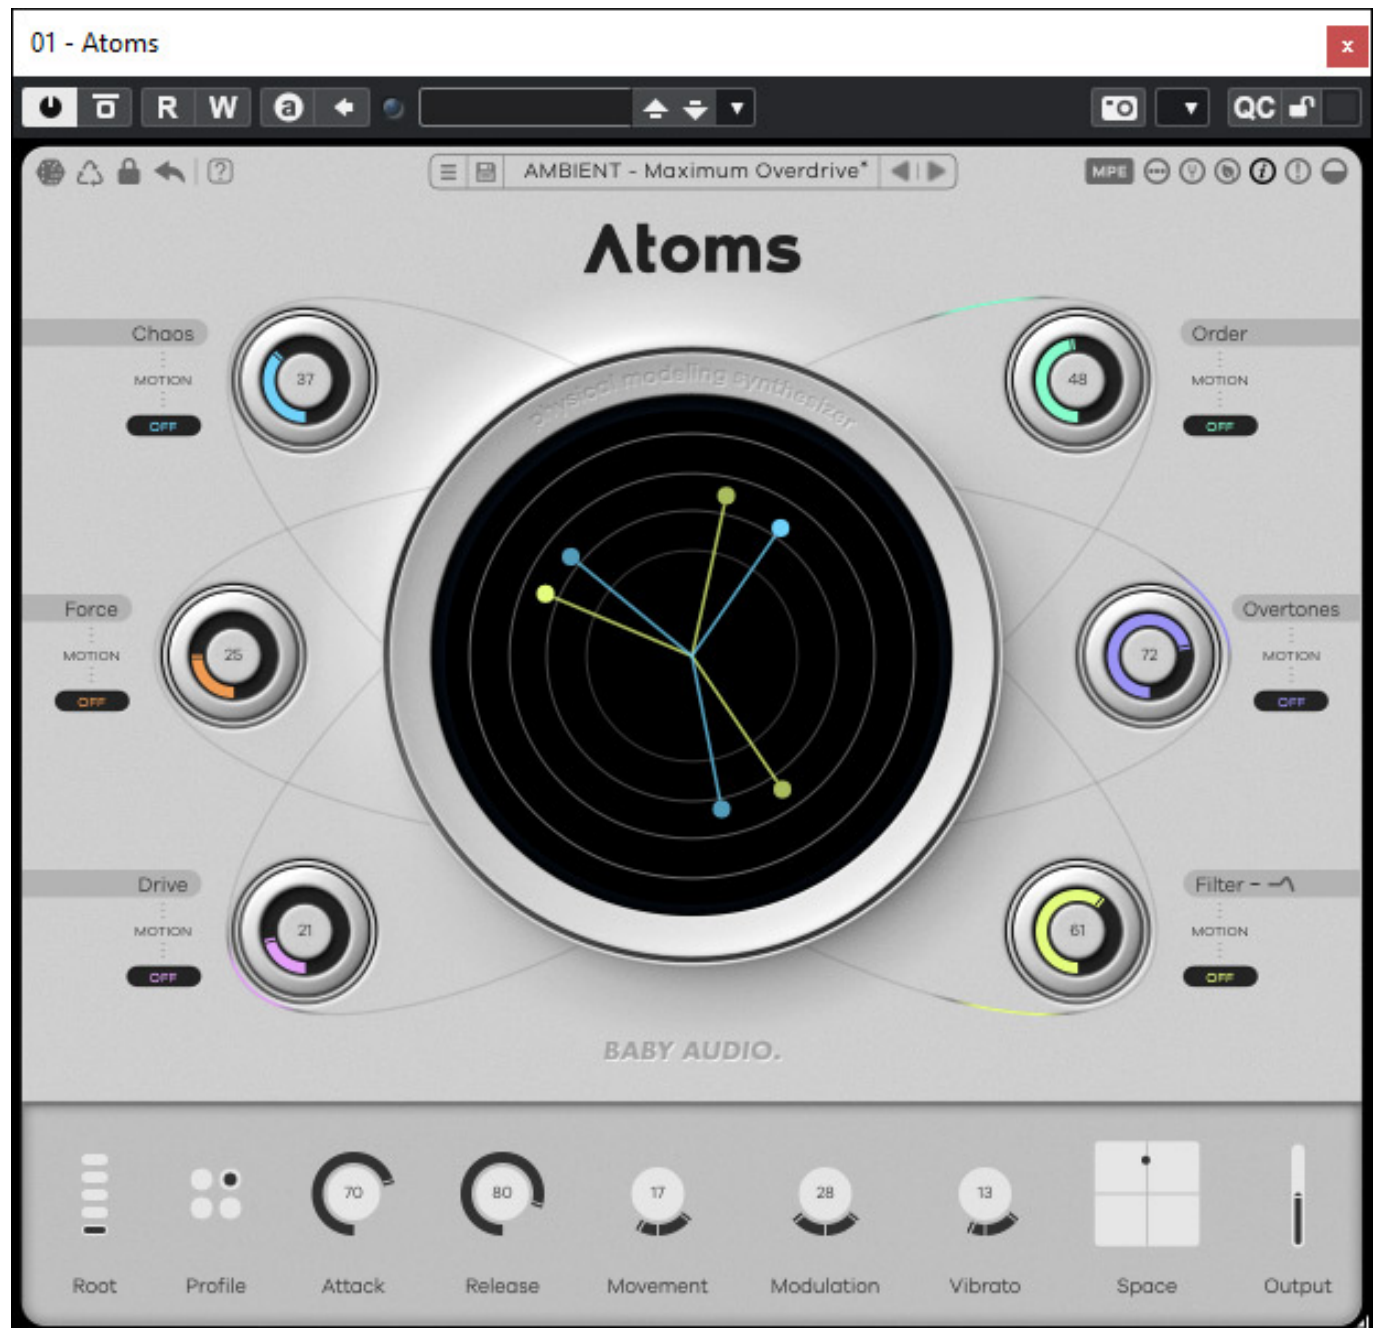 01 - Atoms
x
R W a QC
? AMBIENT - Maximum Overdrive* MPE i !
Atoms
physical modeling synthesizer
Chaos
MOTION
OFF
37
Order
MOTION
OFF
48
Force
MOTION
OFF
25
Overtones
MOTION
OFF
72
Drive
MOTION
OFF
21
Filter -
MOTION
OFF
61
BABY AUDIO.
70 80 17 28 13
Root Profile Attack Release Movement Modulation Vibrato Space Output